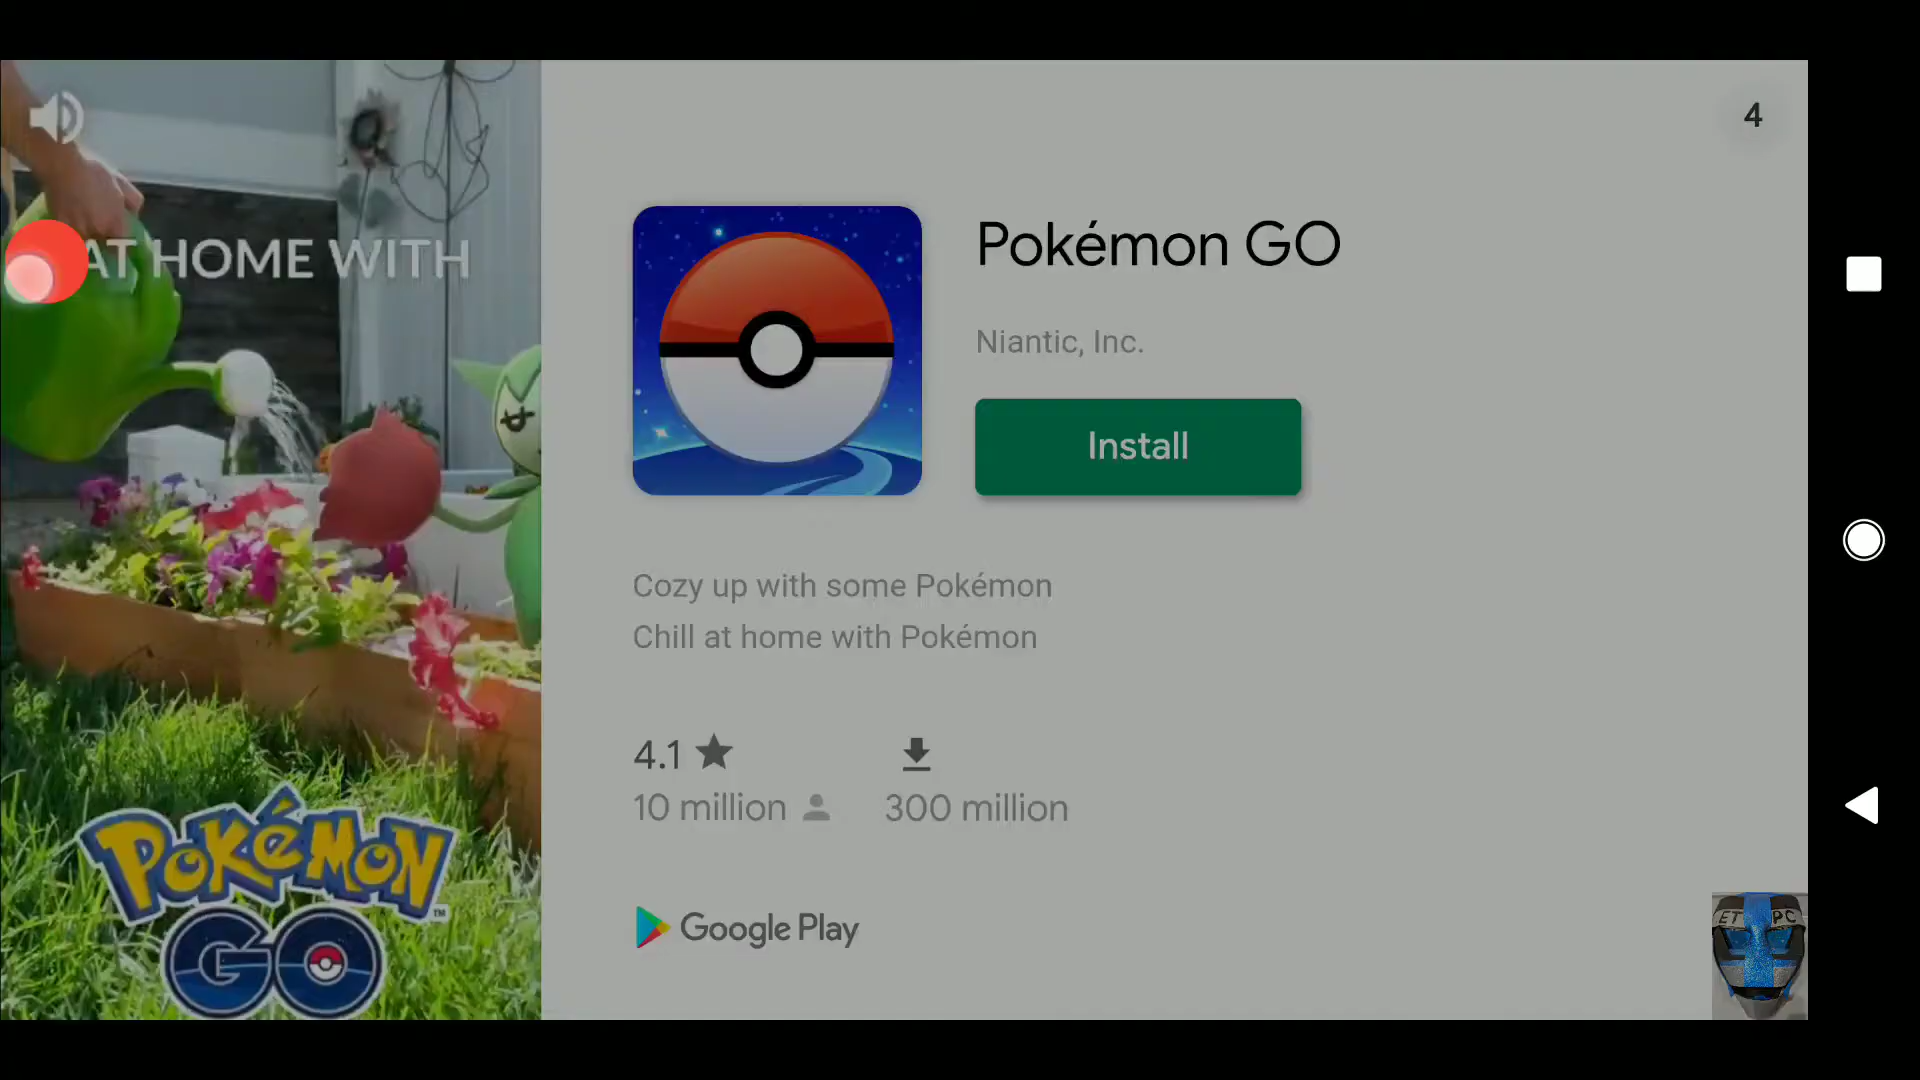 AT HOME WITH
POKéMON
GO
TM
4
Pokémon GO
Niantic, Inc.
Install
Cozy up with some Pokémon
Chill at home with Pokémon
4.1
10 million
300 million
Google Play
ET PC